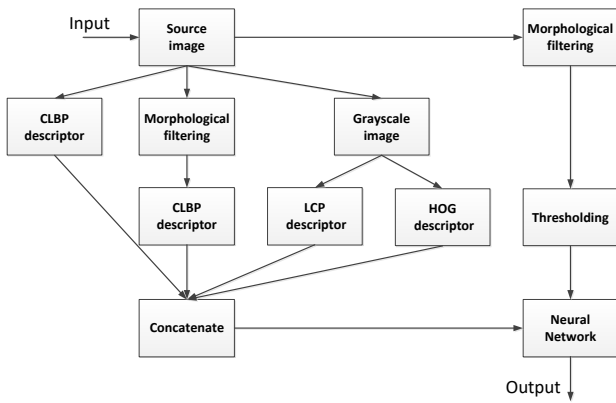 Input
Source
image
Morphological
filtering
CLBP
descriptor
Morphological
filtering
Grayscale
image
CLBP
descriptor
LCP
descriptor
HOG
descriptor
Thresholding
Concatenate
Neural
Network
Output